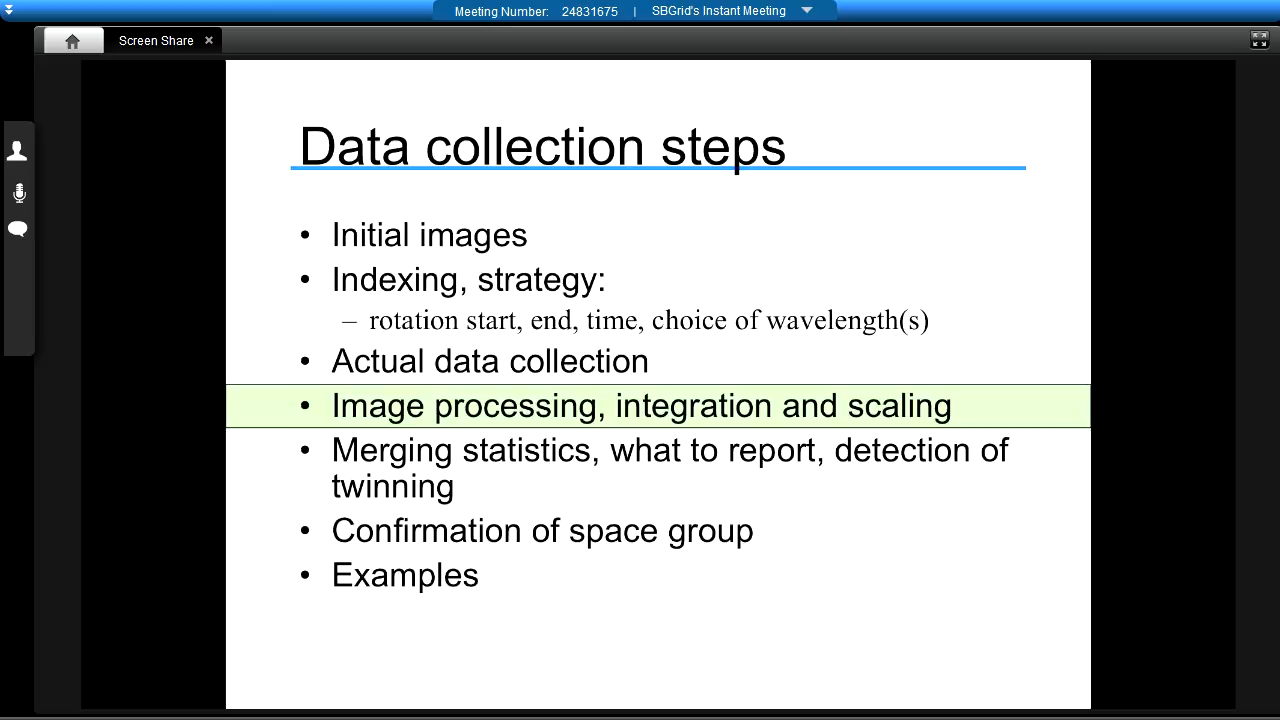 Meeting Number: 24831675 | SBGrid's Instant Meeting
Screen Share
Data collection steps
• Initial images
• Indexing, strategy:
– rotation start, end, time, choice of wavelength(s)
• Actual data collection
• Image processing, integration and scaling
• Merging statistics, what to report, detection of
twinning
• Confirmation of space group
• Examples